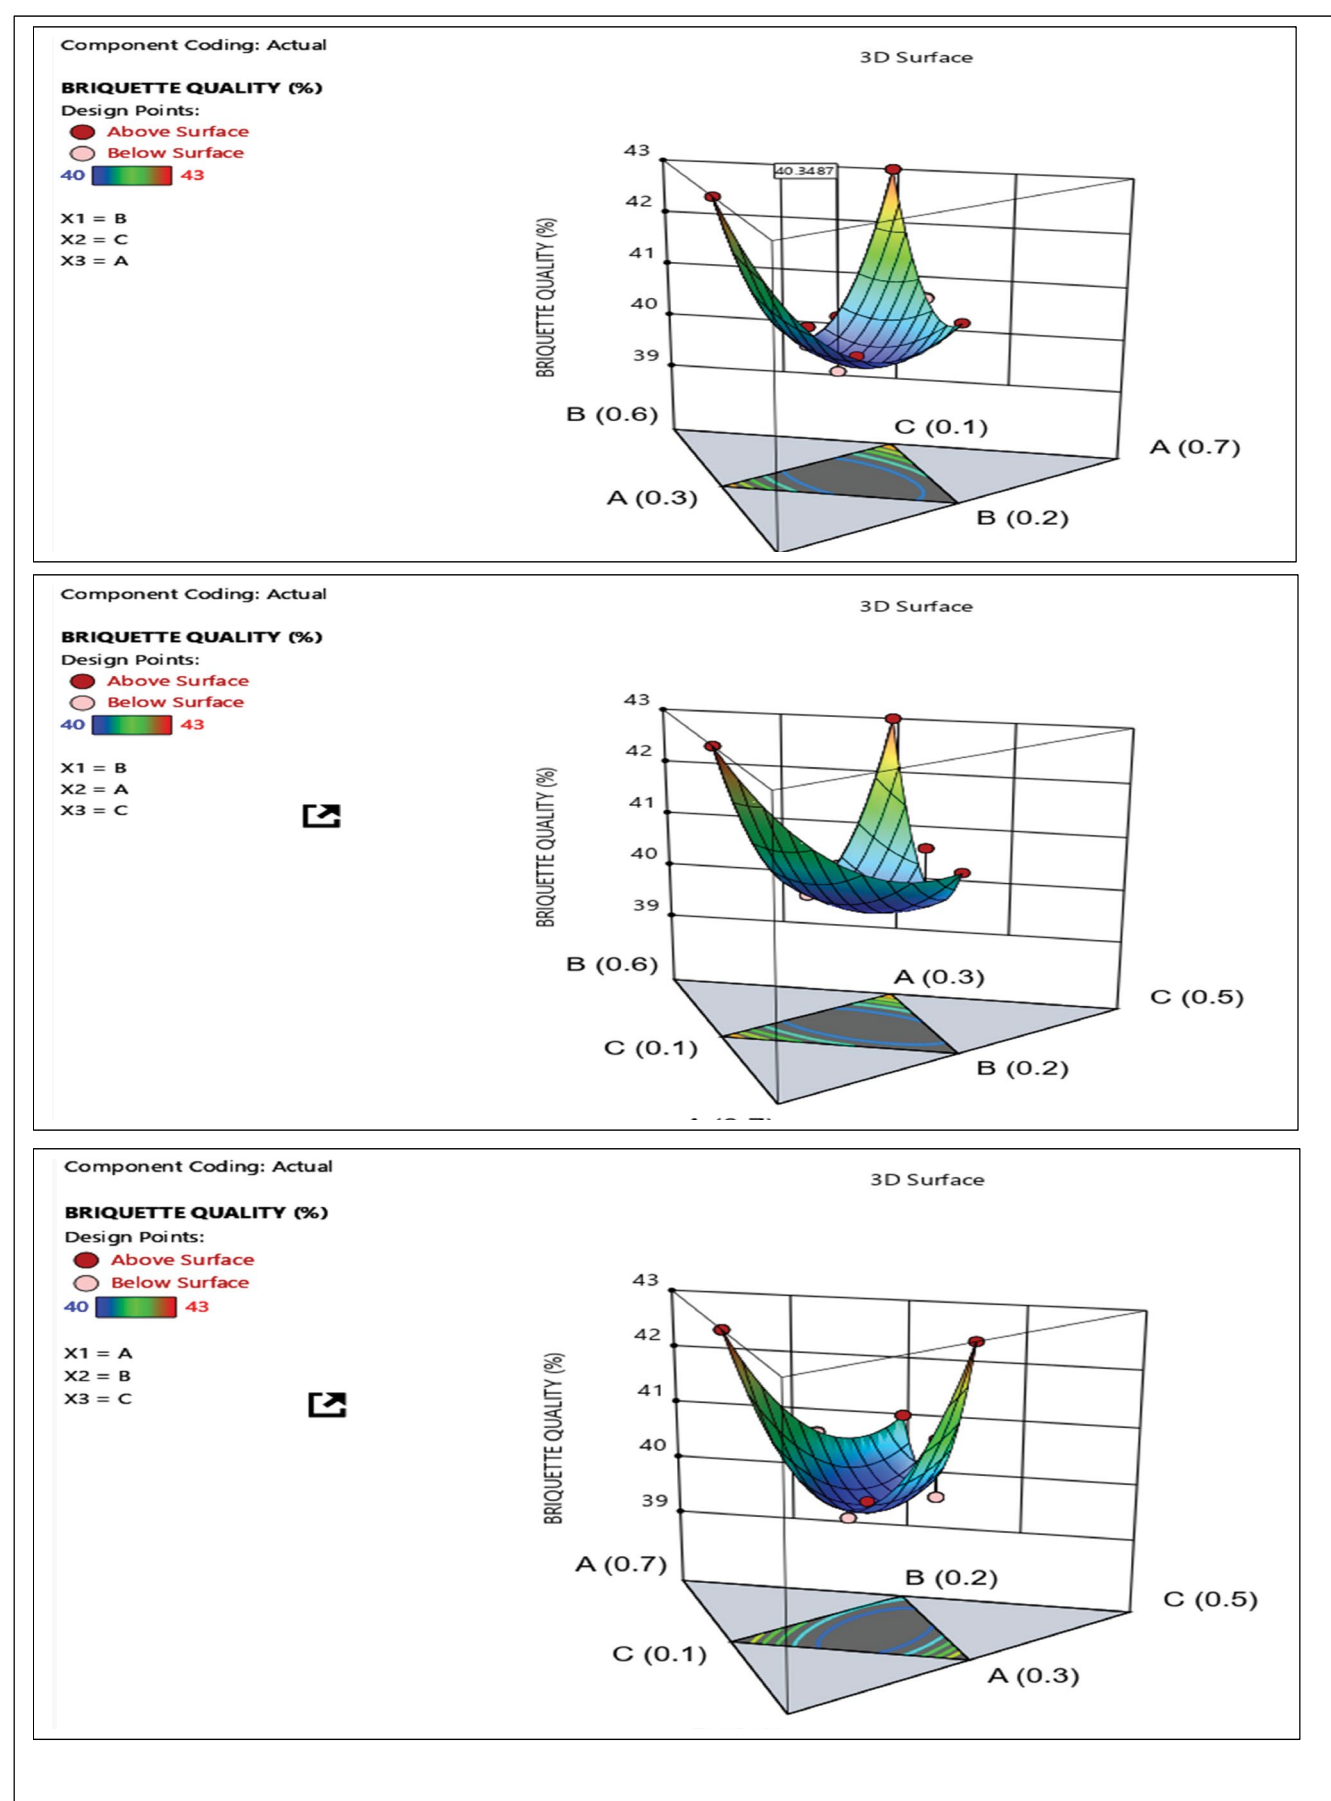 Component Coding: Actual
3D Surface
BRIQUETTE QUALITY (%)
Design Points:
Above Surface
Below Surface
40 43
X1 = B
X2 = C
X3 = A
BRIQUETTE QUALITY (%)
43
42
41
40
39
40.3487
B (0.6)
C (0.1)
A (0.7)
A (0.3)
B (0.2)
Component Coding: Actual
3D Surface
BRIQUETTE QUALITY (%)
Design Points:
Above Surface
Below Surface
40 43
X1 = B
X2 = A
X3 = C
BRIQUETTE QUALITY (%)
43
42
41
40
39
B (0.6)
A (0.3)
C (0.5)
C (0.1)
B (0.2)
Component Coding: Actual
3D Surface
BRIQUETTE QUALITY (%)
Design Points:
Above Surface
Below Surface
40 43
X1 = A
X2 = B
X3 = C
BRIQUETTE QUALITY (%)
43
42
41
40
39
A (0.7)
B (0.2)
C (0.5)
C (0.1)
A (0.3)